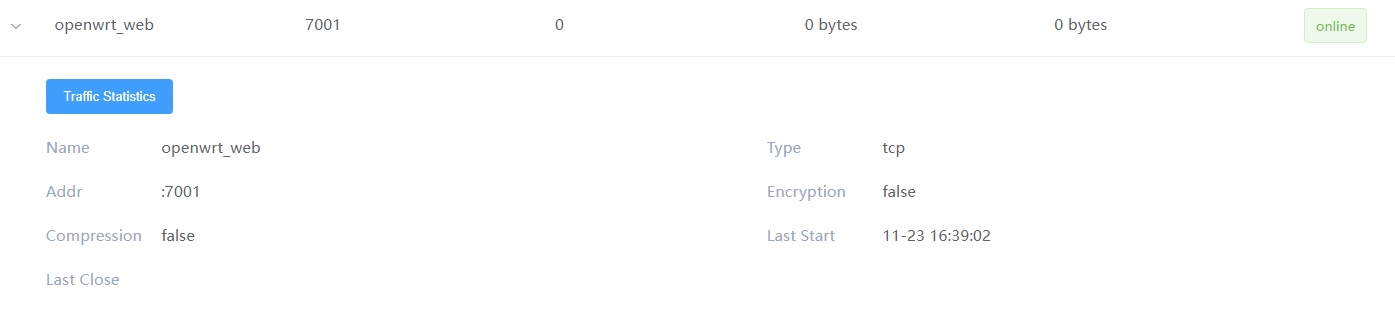 openwrt_web 7001 0 0 bytes 0 bytes online
Traffic Statistics
Name openwrt_web Type tcp
Addr :7001 Encryption false
Compression false Last Start 11-23 16:39:02
Last Close